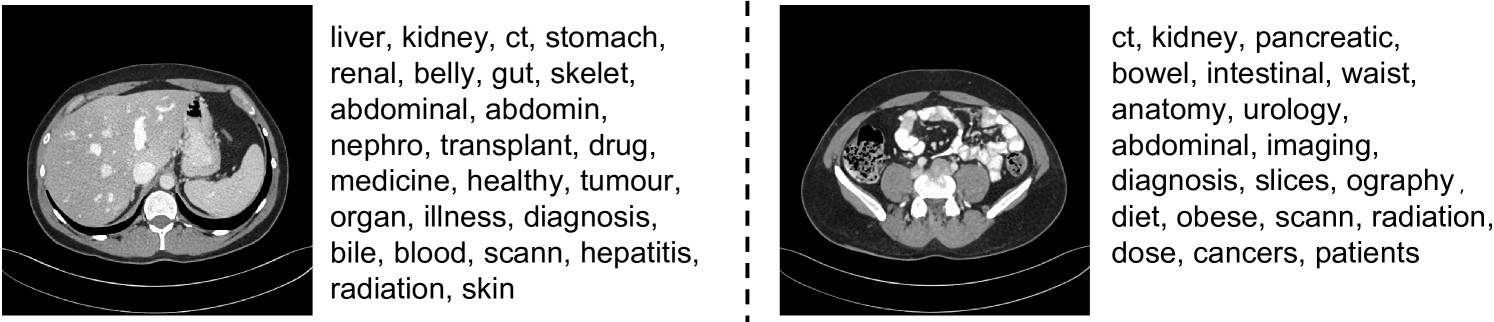 liver, kidney, ct, stomach,
renal, belly, gut, skelet,
abdominal, abdomin,
nephro, transplant, drug,
medicine, healthy, tumour,
organ, illness, diagnosis,
bile, blood, scann, hepatitis,
radiation, skin
ct, kidney, pancreatic,
bowel, intestinal, waist,
anatomy, urology,
abdominal, imaging,
diagnosis, slices, ography,
diet, obese, scann, radiation,
dose, cancers, patients